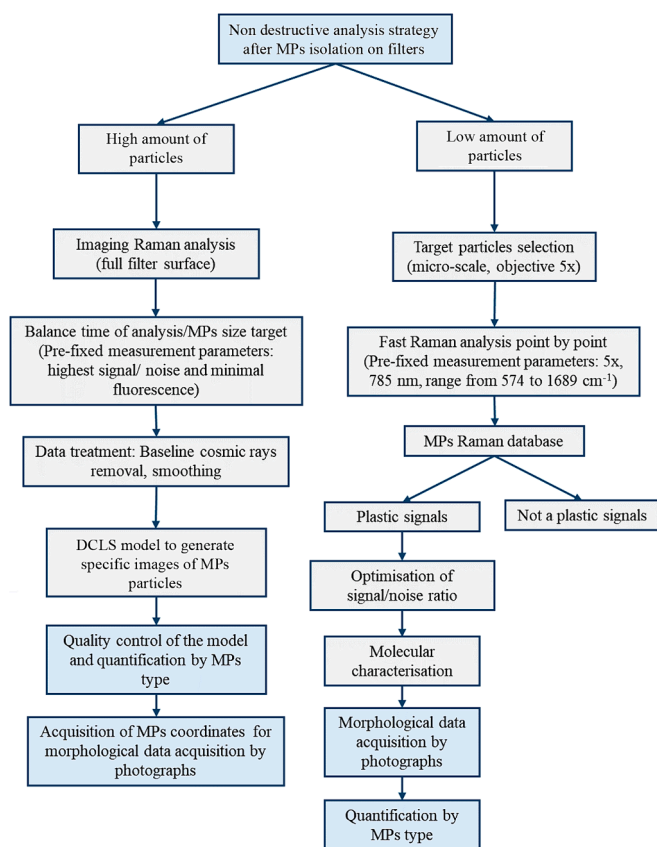 Non destructive analysis strategy
after MPs isolation on filters
High amount of
particles
Low amount of
particles
Imaging Raman analysis
(full filter surface)
Target particles selection
(micro-scale, objective 5x)
Balance time of analysis/MPs size target
(Pre-fixed measurement parameters:
highest signal/ noise and minimal
fluorescence)
Fast Raman analysis point by point
(Pre-fixed measurement parameters: 5x,
785 nm, range from 574 to 1689 cm⁻¹)
Data treatment: Baseline cosmic rays
removal, smoothing
MPs Raman database
Plastic signals
Not a plastic signals
DCLS model to generate
specific images of MPs
particles
Optimisation of
signal/noise ratio
Quality control of the model
and quantification by MPs
type
Molecular
characterisation
Acquisition of MPs coordinates for
morphological data acquisition by
photographs
Morphological data
acquisition by
photographs
Quantification by
MPs type